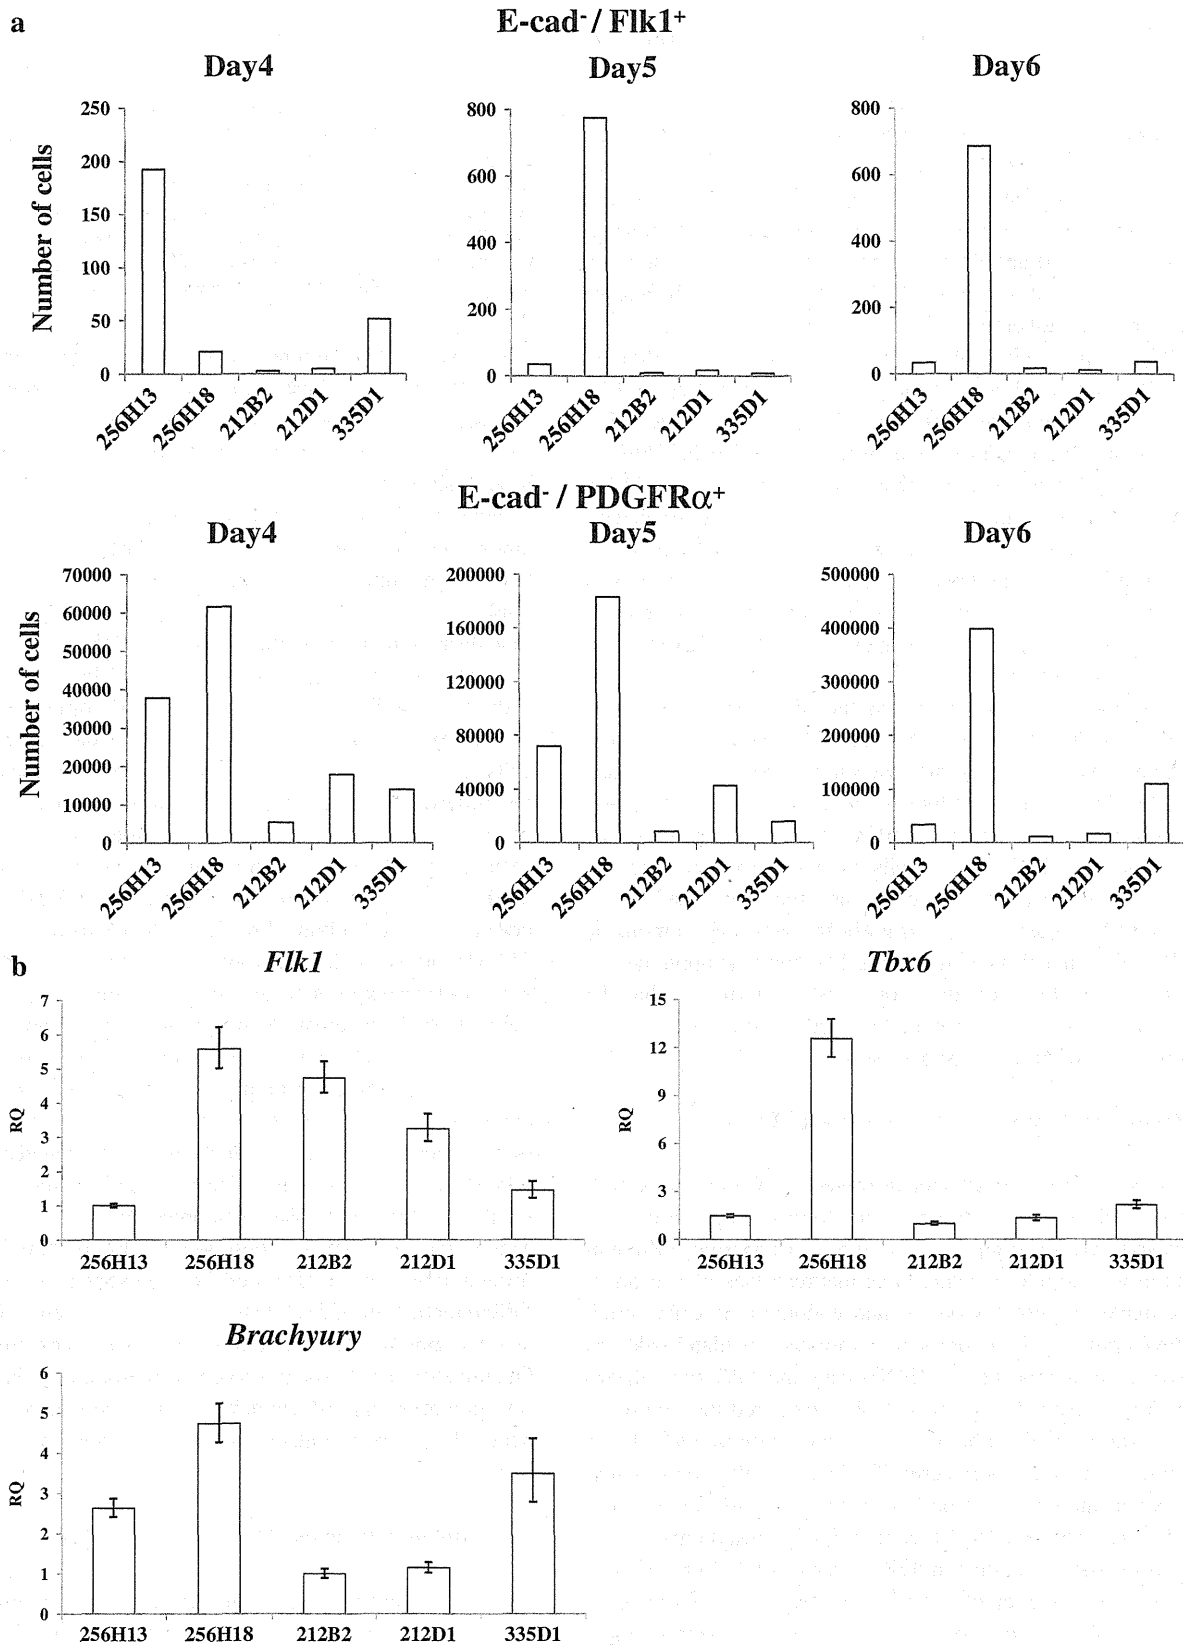 a
E-cad⁻ / Flk1⁺
Day4
Day5
Day6
Number of cells
250
200
150
100
50
0
256H13
256H18
212B2
212D1
335D1
800
600
400
200
0
256H13
256H18
212B2
212D1
335D1
800
600
400
200
0
256H13
256H18
212B2
212D1
335D1
E-cad⁻ / PDGFRα⁺
Day4
Day5
Day6
Number of cells
70000
60000
50000
40000
30000
20000
10000
0
256H13
256H18
212B2
212D1
335D1
200000
160000
120000
80000
40000
0
256H13
256H18
212B2
212D1
335D1
500000
400000
300000
200000
100000
0
256H13
256H18
212B2
212D1
335D1
b
Flk1
RQ
7
6
5
4
3
2
1
0
256H13 256H18 212B2 212D1 335D1
Tbx6
RQ
15
12
9
6
3
0
256H13 256H18 212B2 212D1 335D1
Brachyury
RQ
6
5
4
3
2
1
0
256H13 256H18 212B2 212D1 335D1